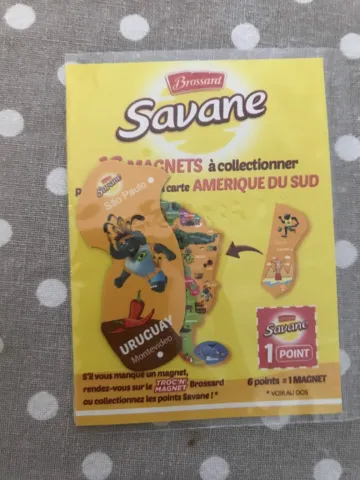 Brossard
Savane
MAGNETS à collectionner
carte AMERIQUE DU SUD
Savane
São Paulo
URUGUAY
Montevideo
Brossard
Savane
1 POINT
S'il vous manque un magnet,
rendez-vous sur le TROC'N' MAGNET Brossard
ou collectionnez les points Savane !*
6 points = 1 MAGNET
* VOIR AU DOS